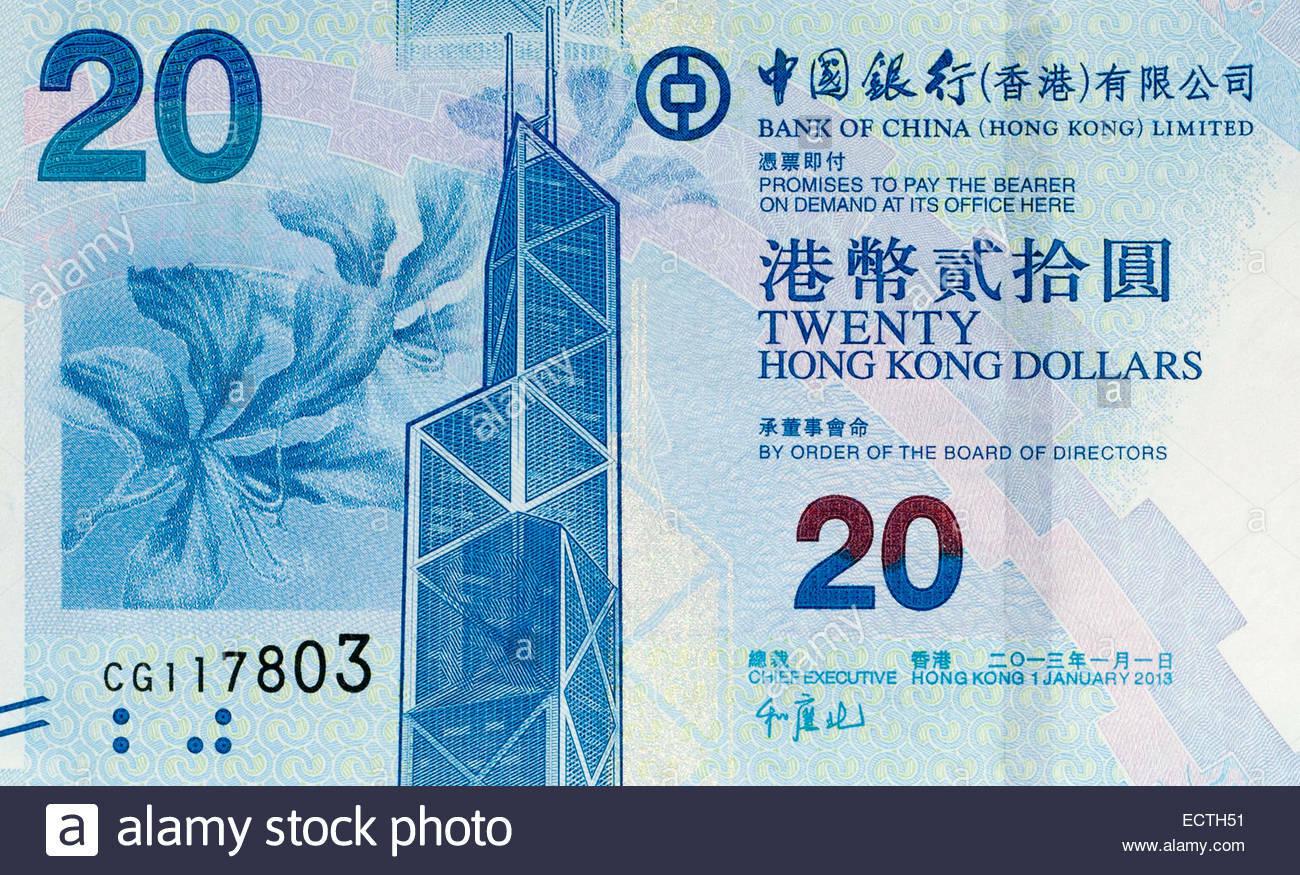 20
中國銀行(香港)有限公司
BANK OF CHINA (HONG KONG) LIMITED
憑票即付
PROMISES TO PAY THE BEARER
ON DEMAND AT ITS OFFICE HERE
港幣貳拾圓
TWENTY
HONG KONG DOLLARS
承董事會命
BY ORDER OF THE BOARD OF DIRECTORS
20
CG117803
總裁 香港 二〇一三年一月一日
CHIEF EXECUTIVE HONG KONG 1 JANUARY 2013
alamy
alamy
alamy
alamy
a alamy stock photo
ECTH51
www.alamy.com